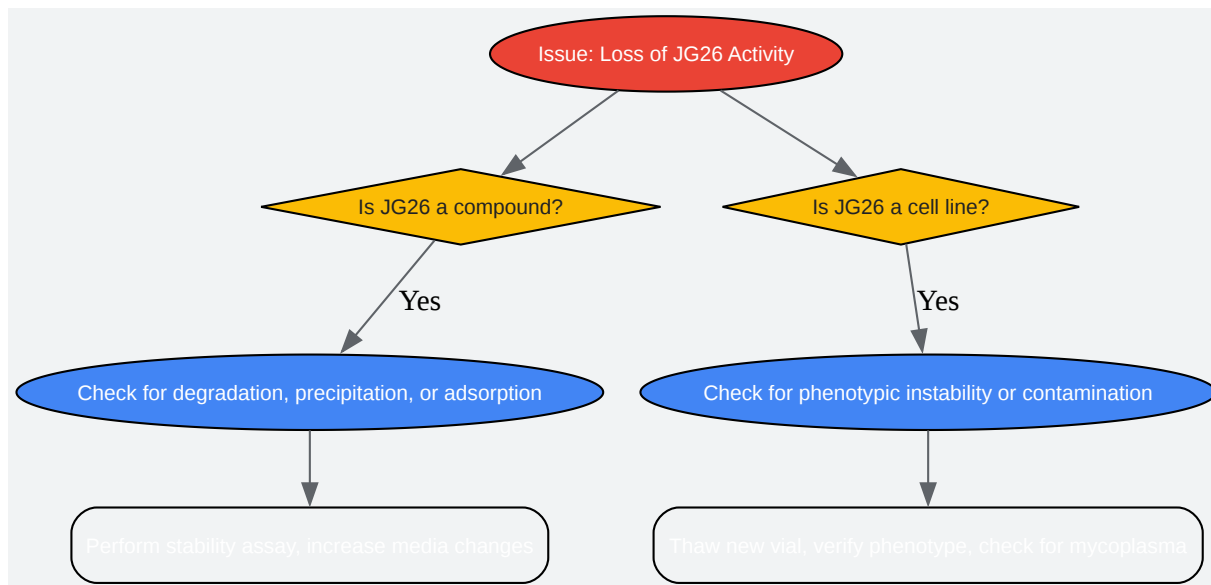 Issue: Loss of JG26 Activity
Is JG26 a compound?
Is JG26 a cell line?
Yes
Yes
Check for degradation, precipitation, or adsorption
Check for phenotypic instability or contamination
Perform stability assay, increase media changes
Thaw new vial, verify phenotype, check for mycoplasma